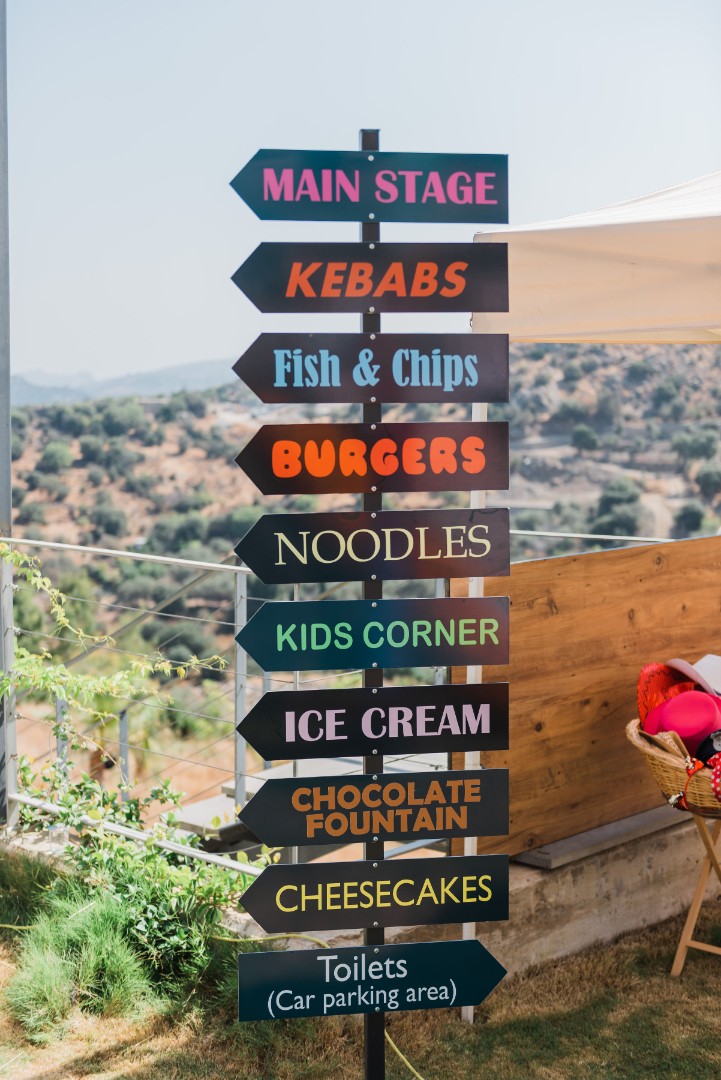 MAIN STAGE
KEBABS
Fish & Chips
BURGERS
NOODLES
KIDS CORNER
ICE CREAM
CHOCOLATE
FOUNTAIN
CHEESECAKES
Toilets
(Car parking area)